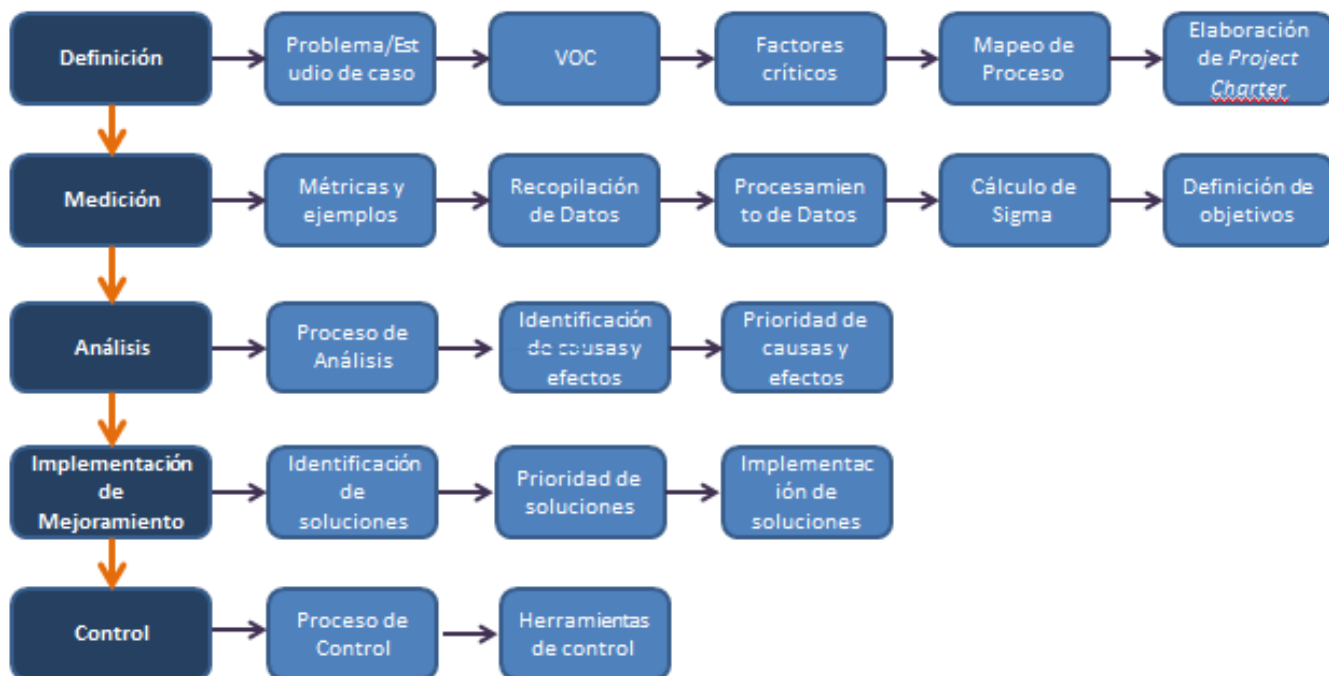 Definición
Problema/Est
udio de caso
VOC
Factores
críticos
Mapeo de
Proceso
Elaboración
de Project
Charter
Medición
Métricas y
ejemplos
Recopilación
de Datos
Procesamien
to de Datos
Cálculo de
Sigma
Definición de
objetivos
Análisis
Proceso de
Análisis
Identificación
de causas y
efectos
Prioridad de
causas y
efectos
Implementación
de
Mejoramiento
Identificación
de
soluciones
Prioridad de
soluciones
Implementac
ión de
soluciones
Control
Proceso de
Control
Herramientas
de control